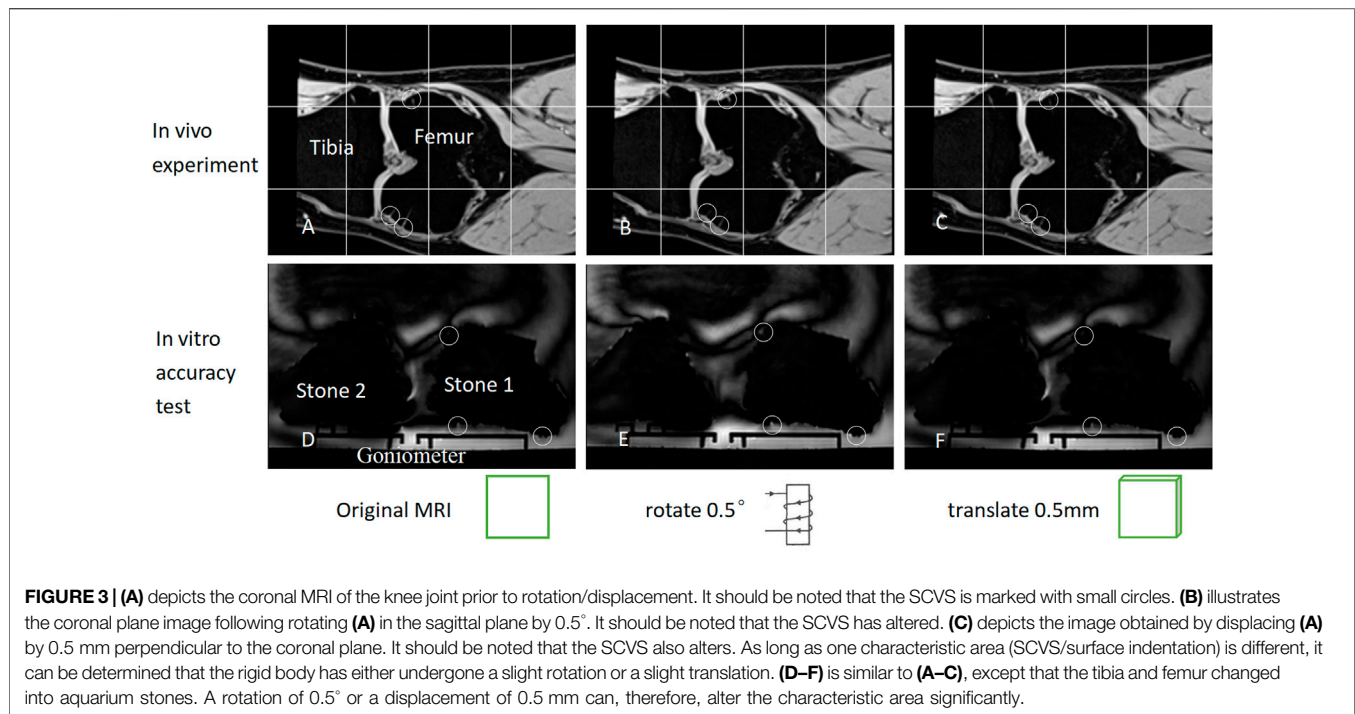 In vivo
experiment
Tibia
Femur
A
B
C
In vitro
accuracy
test
Stone 2
Stone 1
D
Goniometer
E
F
Original MRI
rotate 0.5°
translate 0.5mm
FIGURE 3 | (A) depicts the coronal MRI of the knee joint prior to rotation/displacement. It should be noted that the SCVS is marked with small circles. (B) illustrates
the coronal plane image following rotating (A) in the sagittal plane by 0.5°. It should be noted that the SCVS has altered. (C) depicts the image obtained by displacing (A)
by 0.5 mm perpendicular to the coronal plane. It should be noted that the SCVS also alters. As long as one characteristic area (SCVS/surface indentation) is different, it
can be determined that the rigid body has either undergone a slight rotation or a slight translation. (D–F) is similar to (A–C), except that the tibia and femur changed
into aquarium stones. A rotation of 0.5° or a displacement of 0.5 mm can, therefore, alter the characteristic area significantly.